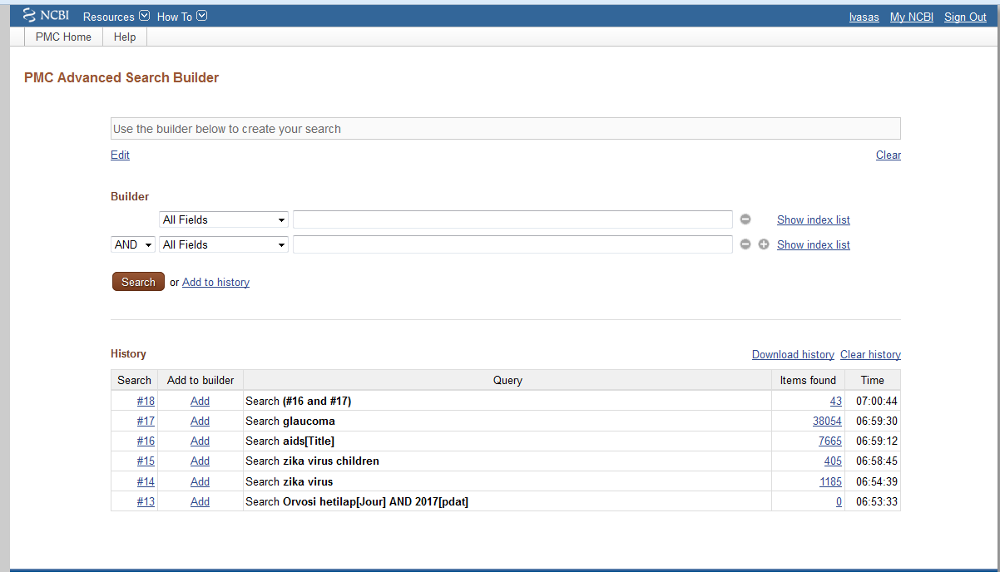 NCBI Resources How To lvasas My NCBI Sign Out
PMC Home Help
PMC Advanced Search Builder
Use the builder below to create your search
Edit Clear
Builder
All Fields Show index list
AND All Fields Show index list
Search or Add to history
History Download history Clear history
Search Add to builder Query Items found Time
#18 Add Search (#16 and #17) 43 07:00:44
#17 Add Search glaucoma 38054 06:59:30
#16 Add Search aids[Title] 7665 06:59:12
#15 Add Search zika virus children 405 06:58:45
#14 Add Search zika virus 1185 06:54:39
#13 Add Search Orvosi hetilap[Jour] AND 2017[pdat] 0 06:53:33